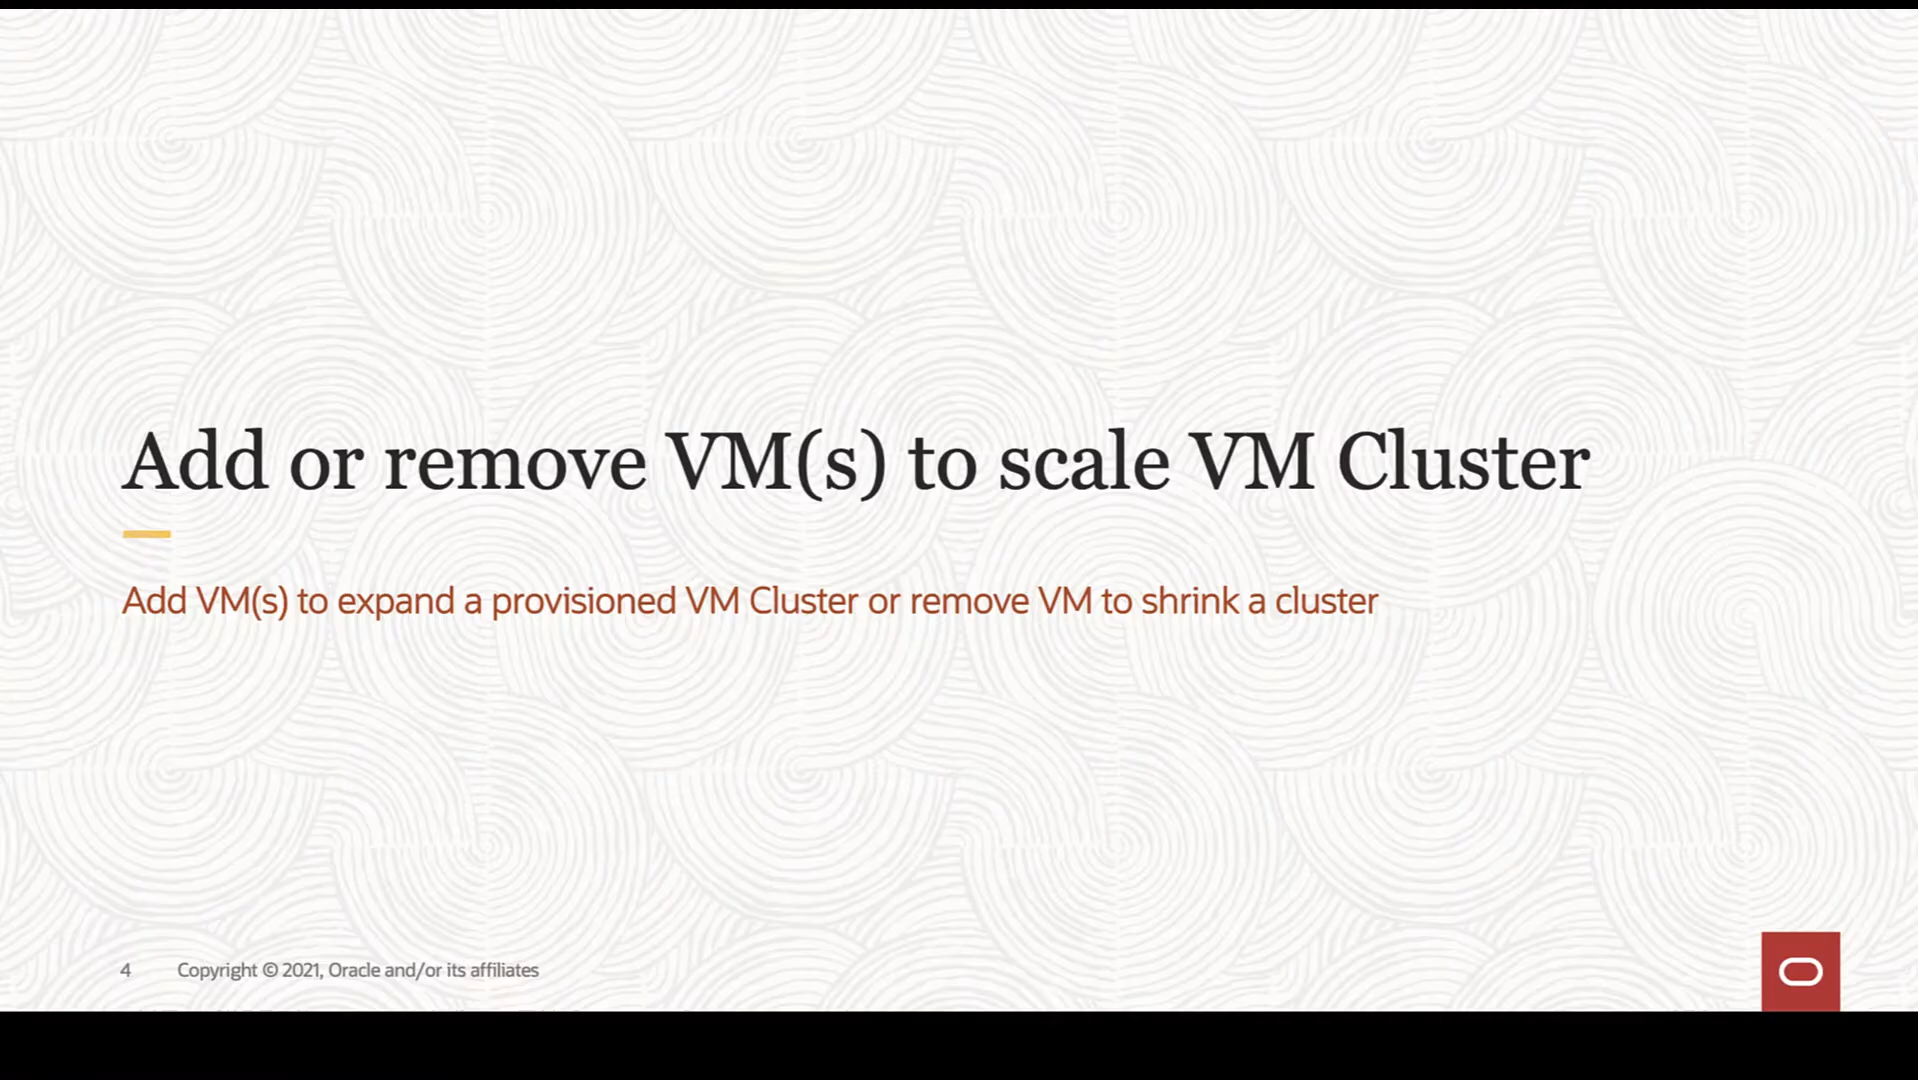 Add or remove VM(s) to scale VM Cluster
Add VM(s) to expand a provisioned VM Cluster or remove VM to shrink a cluster
4 Copyright © 2021, Oracle and/or its affiliates